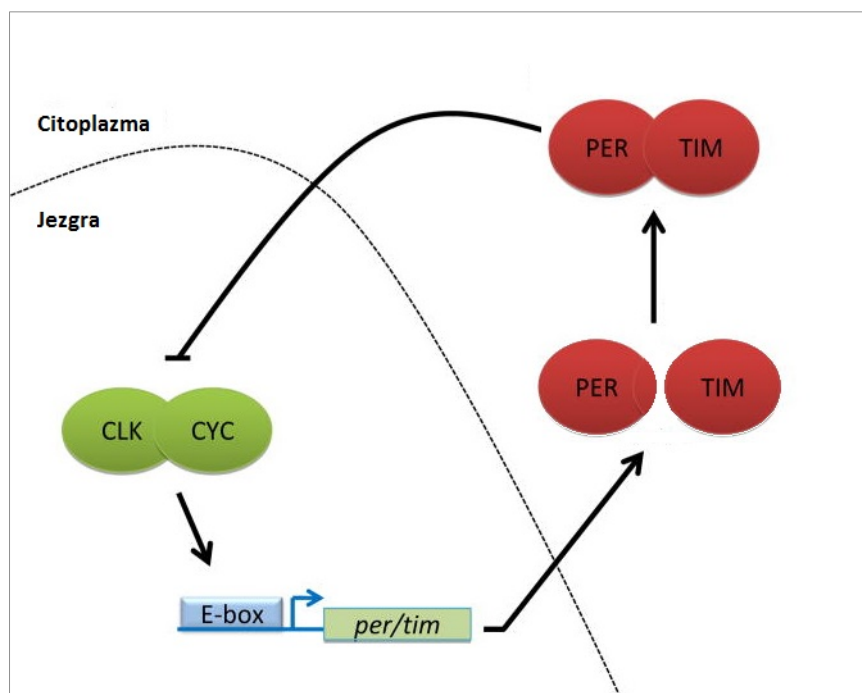 Citoplazma
PER TIM
Jezgra
PER TIM
CLK CYC
E-box
per/tim